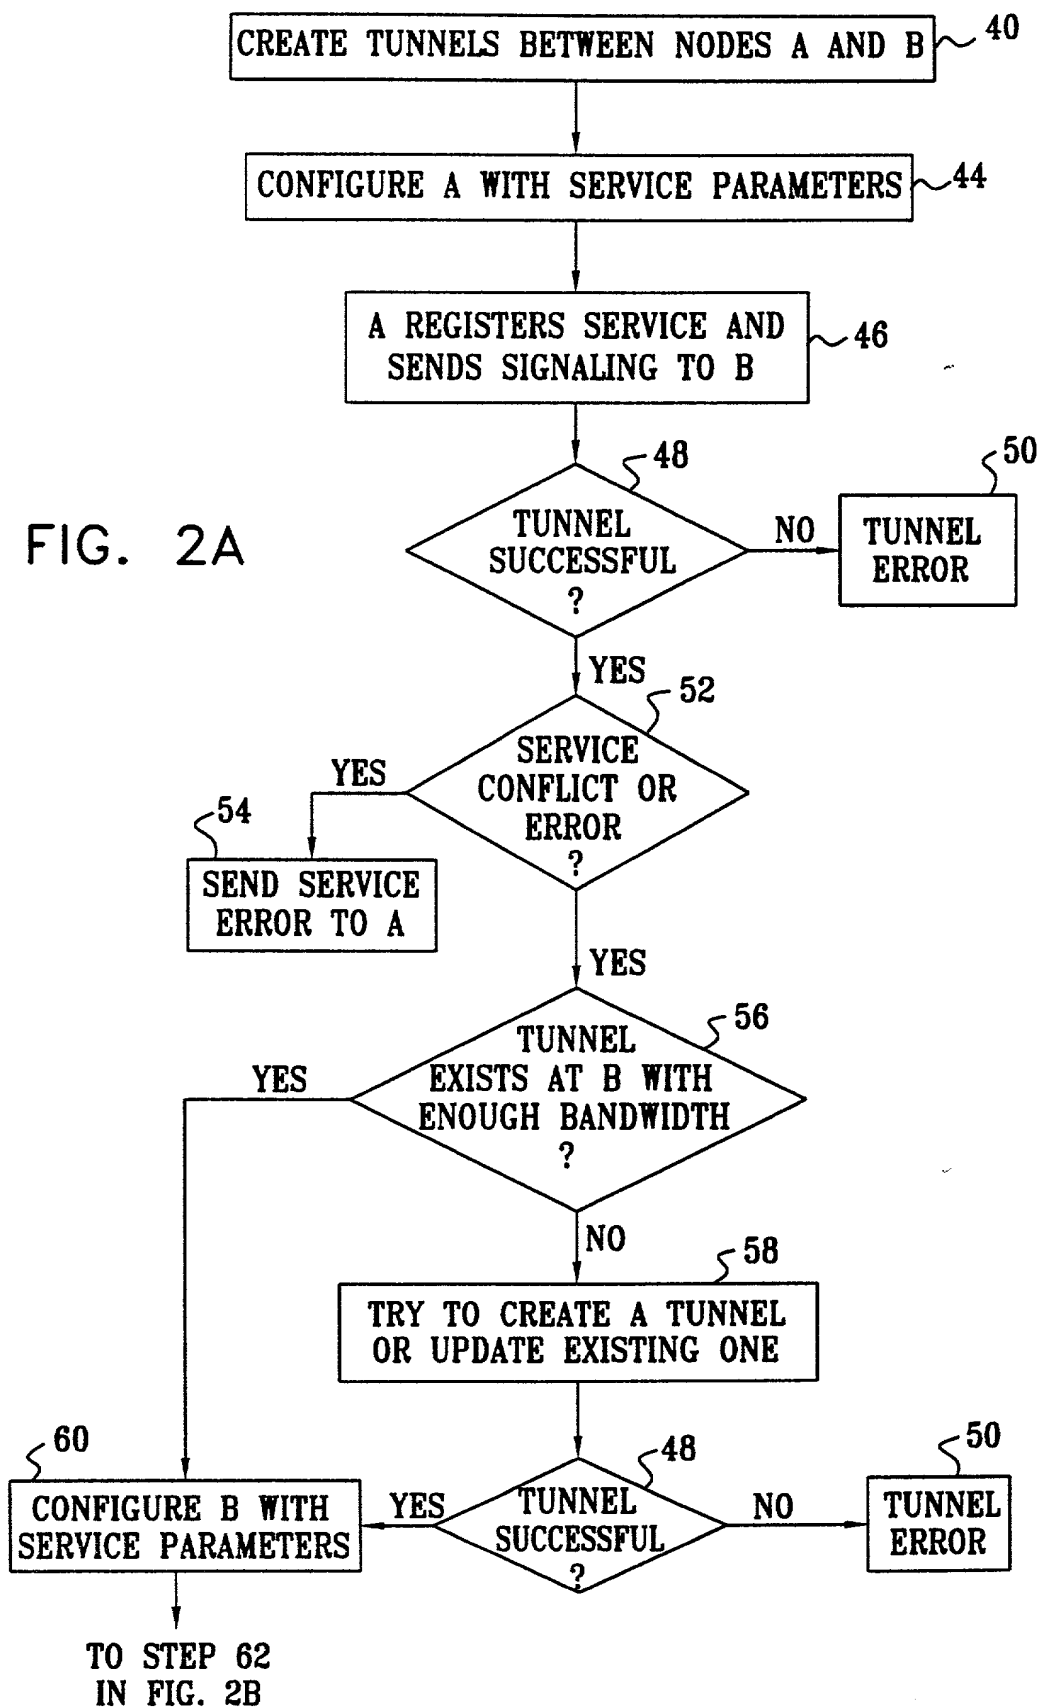 CREATE TUNNELS BETWEEN NODES A AND B
40
CONFIGURE A WITH SERVICE PARAMETERS
44
A REGISTERS SERVICE AND
SENDS SIGNALING TO B
46
48
TUNNEL
SUCCESSFUL
?
NO
50
TUNNEL
ERROR
FIG. 2A
YES
52
SERVICE
CONFLICT OR
ERROR
?
YES
54
SEND SERVICE
ERROR TO A
YES
56
TUNNEL
EXISTS AT B WITH
ENOUGH BANDWIDTH
?
YES
NO
58
TRY TO CREATE A TUNNEL
OR UPDATE EXISTING ONE
48
TUNNEL
SUCCESSFUL
?
NO
50
TUNNEL
ERROR
YES
60
CONFIGURE B WITH
SERVICE PARAMETERS
TO STEP 62
IN FIG. 2B